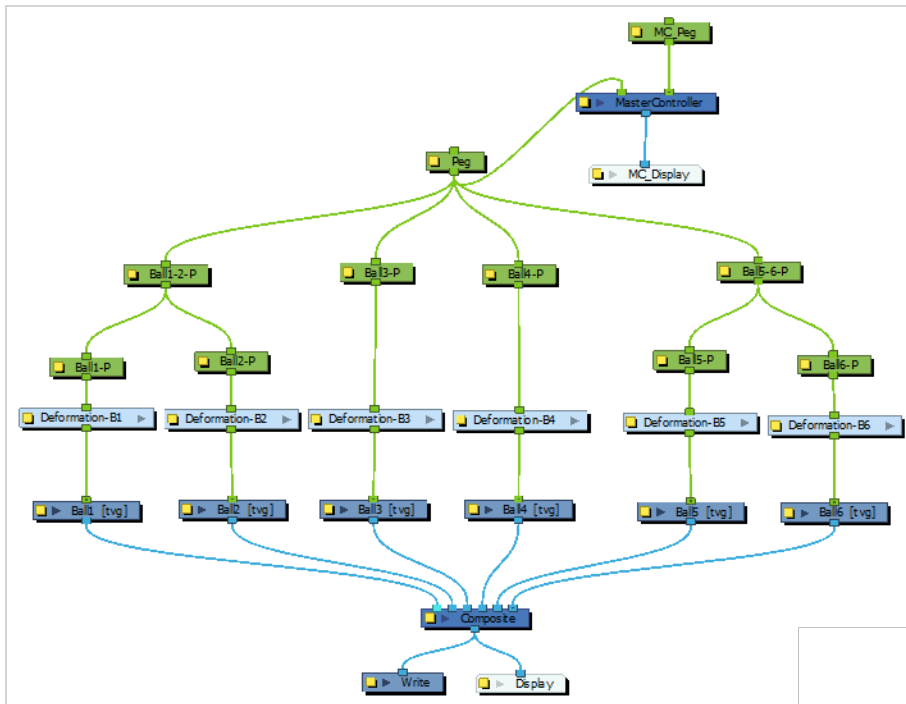 MC_Peg
MasterController
Peg
MC_Display
Ball1-2-P
Ball3-P
Ball4-P
Ball5-6-P
Ball1-P
Ball2-P
Ball5-P
Ball6-P
Deformation-B1
Deformation-B2
Deformation-B3
Deformation-B4
Deformation-B5
Deformation-B6
Ball1 [tvg]
Ball2 [tvg]
Ball3 [tvg]
Ball4 [tvg]
Ball5 [tvg]
Ball6 [tvg]
Composite
Write
Display